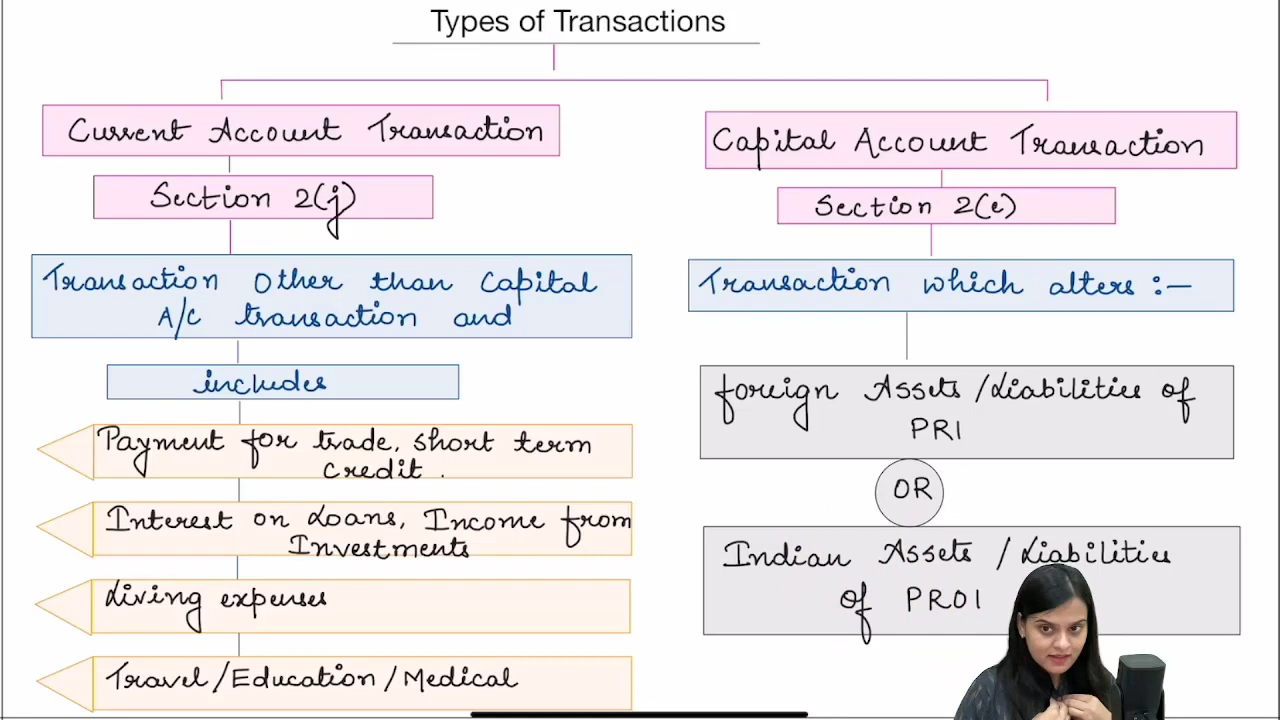 Types of Transactions
Current Account Transaction
Section 2(j)
Transaction Other than Capital
A/C transaction and
includes
Payment for trade, short term
credit .
Interest on Loans, Income from
Investments
Living expenses
Travel/Education/Medical
Capital Account Transaction
Section 2(e)
Transaction which alters :-
foreign Assets/Liabilities of
PRI
OR
Indian Assets / Liabilities
of PROI